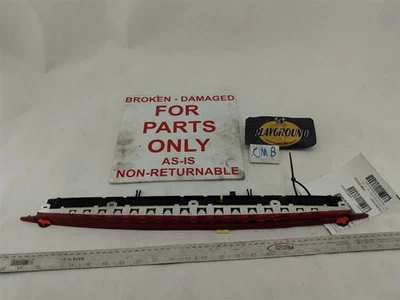 BROKEN - DAMAGED
FOR
PARTS
ONLY
AS-IS
NON-RETURNABLE
PLAYGROUND
CMB